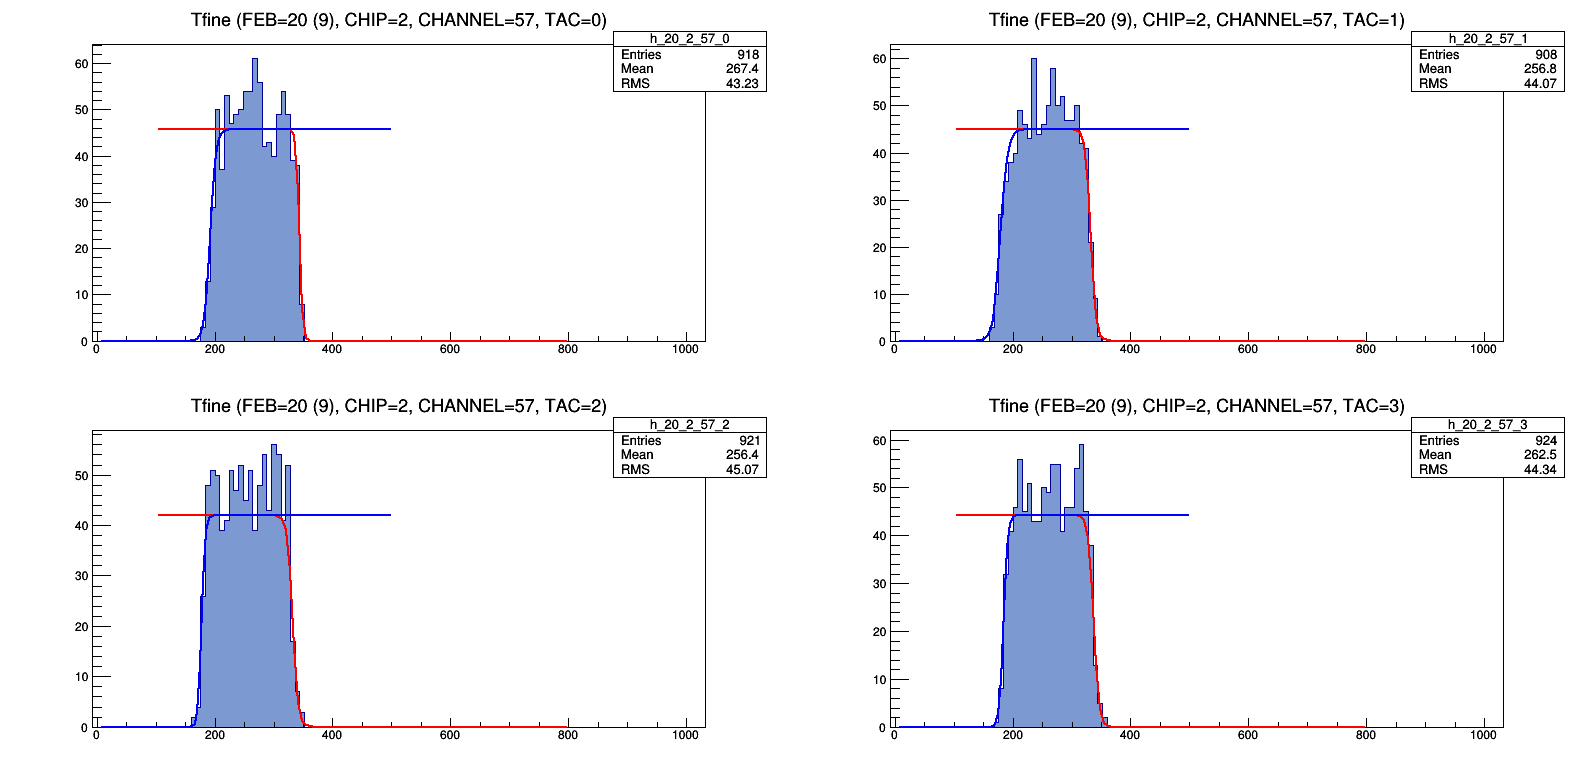 Tfine (FEB=20 (9), CHIP=2, CHANNEL=57, TAC=0)
h_20_2_57_0
Entries 918
Mean 267.4
RMS 43.23
60
50
40
30
20
10
0
0 200 400 600 800 1000
Tfine (FEB=20 (9), CHIP=2, CHANNEL=57, TAC=1)
h_20_2_57_1
Entries 908
Mean 256.8
RMS 44.07
60
50
40
30
20
10
0
0 200 400 600 800 1000
Tfine (FEB=20 (9), CHIP=2, CHANNEL=57, TAC=2)
h_20_2_57_2
Entries 921
Mean 256.4
RMS 45.07
50
40
30
20
10
0
0 200 400 600 800 1000
Tfine (FEB=20 (9), CHIP=2, CHANNEL=57, TAC=3)
h_20_2_57_3
Entries 924
Mean 262.5
RMS 44.34
60
50
40
30
20
10
0
0 200 400 600 800 1000